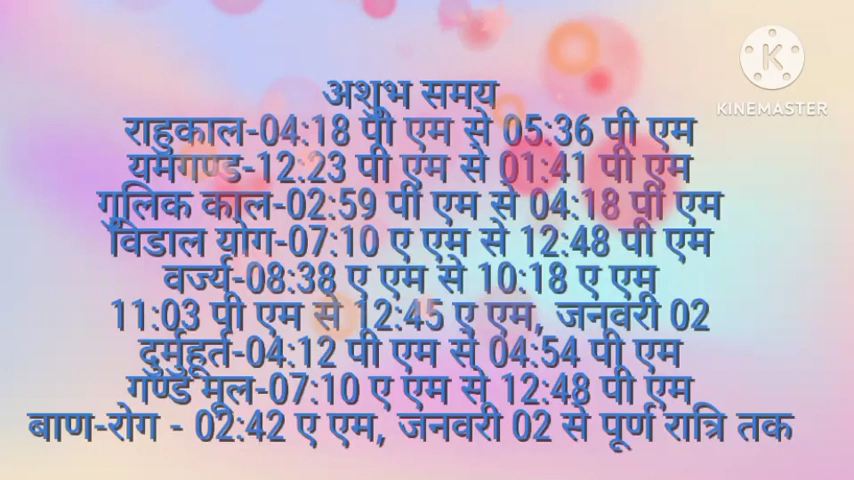 अशुभ समय
KINEMASTER
राहुकाल-04:18 पी एम से 05:36 पी एम
यमगण्ड-12:23 पी एम से 01:41 पी एम
गुलिक काल-02:59 पी एम से 04:18 पी एम
विडाल योग-07:10 ए एम से 12:48 पी एम
वर्ज्य-08:38 ए एम से 10:18 ए एम
11:03 पी एम से 12:45 ए एम, जनवरी 02
दुर्मुहूर्त-04:12 पी एम से 04:54 पी एम
गण्ड मूल-07:10 ए एम से 12:48 पी एम
बाण-रोग - 02:42 ए एम, जनवरी 02 से पूर्ण रात्रि तक